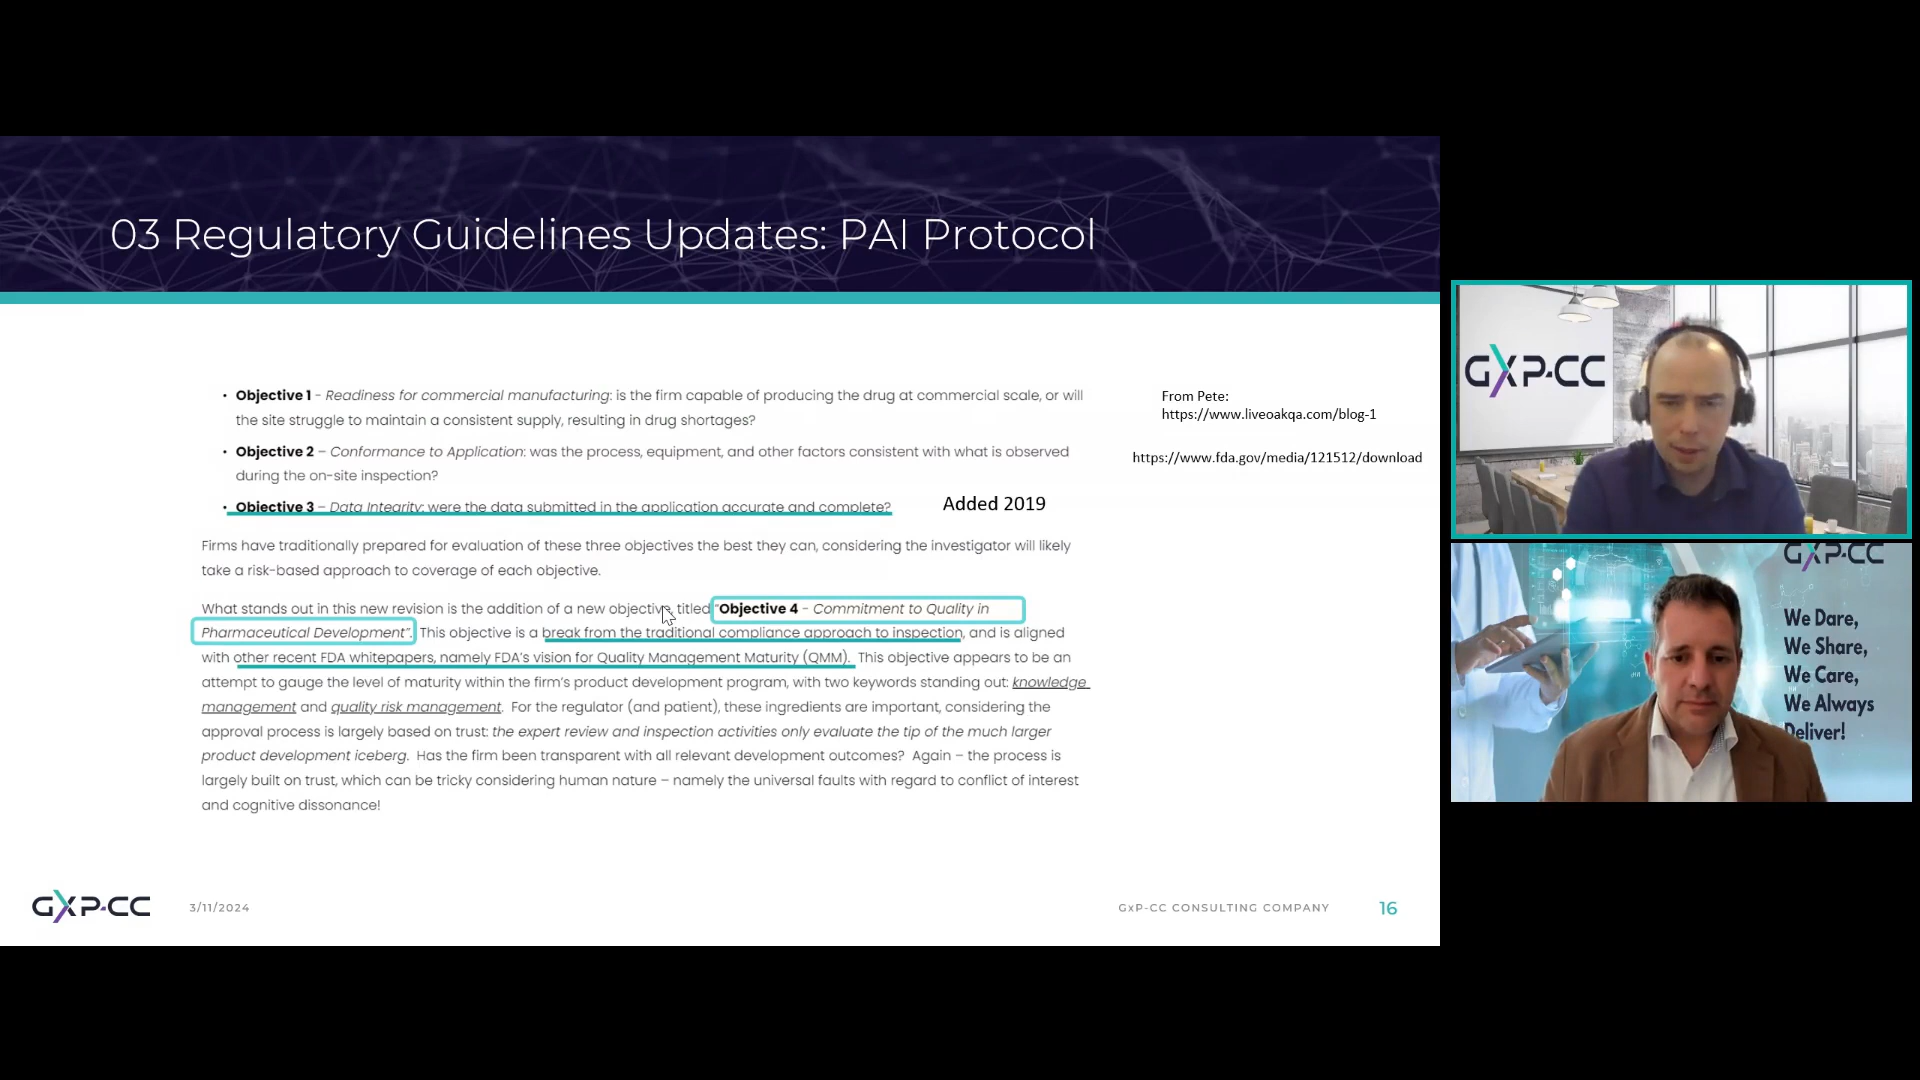 03 Regulatory Guidelines Updates: PAI Protocol
• Objective 1 - Readiness for commercial manufacturing: is the firm capable of producing the drug at commercial scale, or will
the site struggle to maintain a consistent supply, resulting in drug shortages?
• Objective 2 – Conformance to Application: was the process, equipment, and other factors consistent with what is observed
during the on-site inspection?
• Objective 3 – Data Integrity: were the data submitted in the application accurate and complete?
Added 2019
Firms have traditionally prepared for evaluation of these three objectives the best they can, considering the investigator will likely
take a risk-based approach to coverage of each objective.
What stands out in this new revision is the addition of a new objective, titled "Objective 4 - Commitment to Quality in
Pharmaceutical Development". This objective is a break from the traditional compliance approach to inspection, and is aligned
with other recent FDA whitepapers, namely FDA's vision for Quality Management Maturity (QMM). This objective appears to be an
attempt to gauge the level of maturity within the firm's product development program, with two keywords standing out: knowledge
management and quality risk management. For the regulator (and patient), these ingredients are important, considering the
approval process is largely based on trust: the expert review and inspection activities only evaluate the tip of the much larger
product development iceberg. Has the firm been transparent with all relevant development outcomes? Again – the process is
largely built on trust, which can be tricky considering human nature – namely the universal faults with regard to conflict of interest
and cognitive dissonance!
From Pete:
https://www.liveoakqa.com/blog-1
https://www.fda.gov/media/121512/download
GXP-CC
3/11/2024
GxP-CC CONSULTING COMPANY
16
GXP-CC
GXP-CC
We Dare,
We Share,
We Care,
We Always
Deliver!